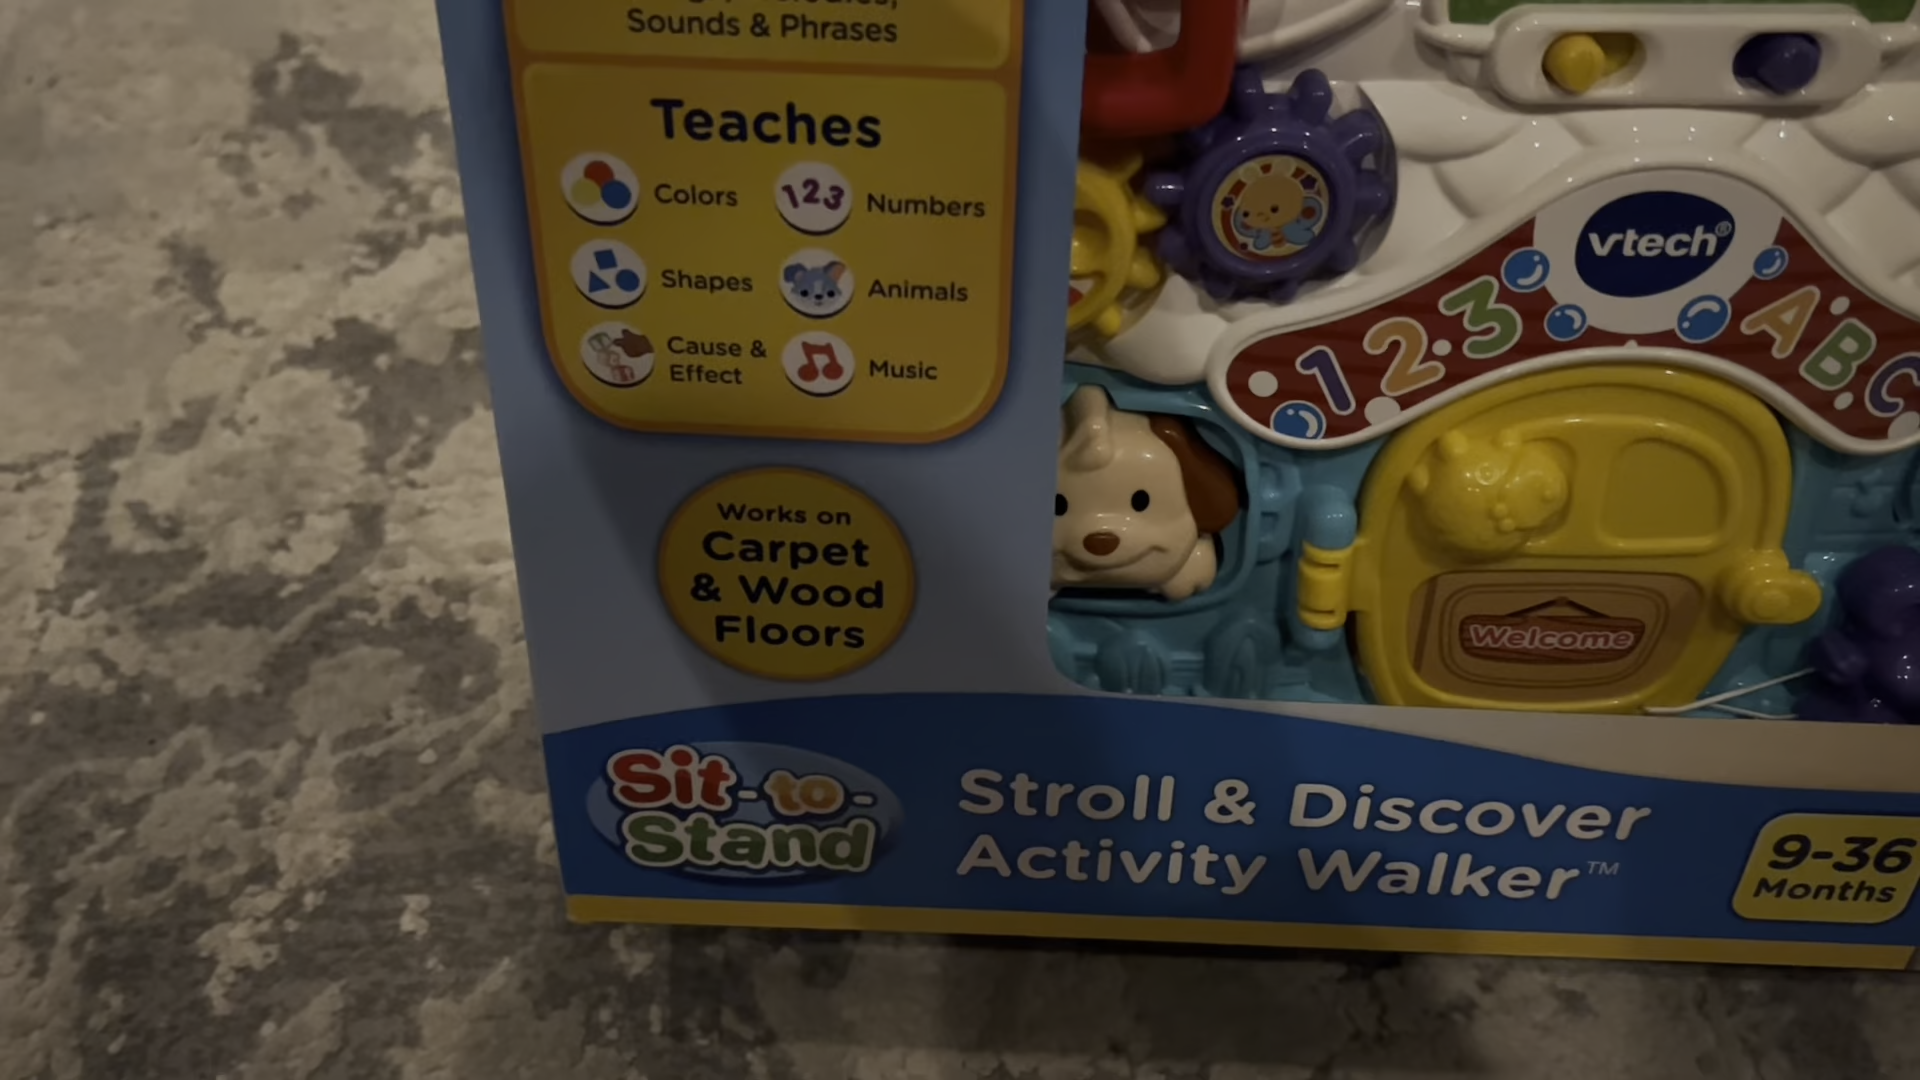 Sounds & Phrases
Teaches
Colors
123
Numbers
Shapes
Animals
Cause &
Effect
Music
Works on
Carpet
& Wood
Floors
vtech®
123
ABC
Welcome
Sit-to-
Stand
Stroll & Discover
Activity Walker™
9-36
Months